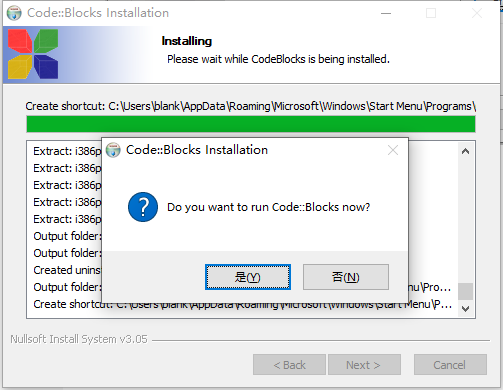 Code::Blocks Installation
Installing
Please wait while CodeBlocks is being installed.
Create shortcut: C:\Users\blank\AppData\Roaming\Microsoft\Windows\Start Menu\Programs\
Extract: i386p
Extract: i386p
Extract: i386p
Extract: i386p
Extract: i386p
Output folder:
Output folder:
Created unins
Output folder:
Menu\Pro...
Create shortcut: C:\Users\blank\AppData\Roaming\Microsoft\Windows\Start Menu\P...
Code::Blocks Installation
Do you want to run Code::Blocks now?
是(Y)
否(N)
Nullsoft Install System v3.05
< Back
Next >
Cancel